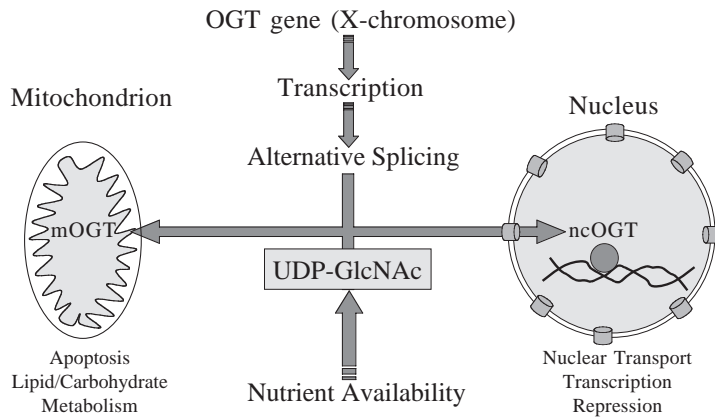 OGT gene (X-chromosome)
Transcription
Alternative Splicing
Mitochondrion
Nucleus
mOGT
ncOGT
UDP-GlcNAc
Nutrient Availability
Apoptosis
Lipid/Carbohydrate
Metabolism
Nuclear Transport
Transcription
Repression